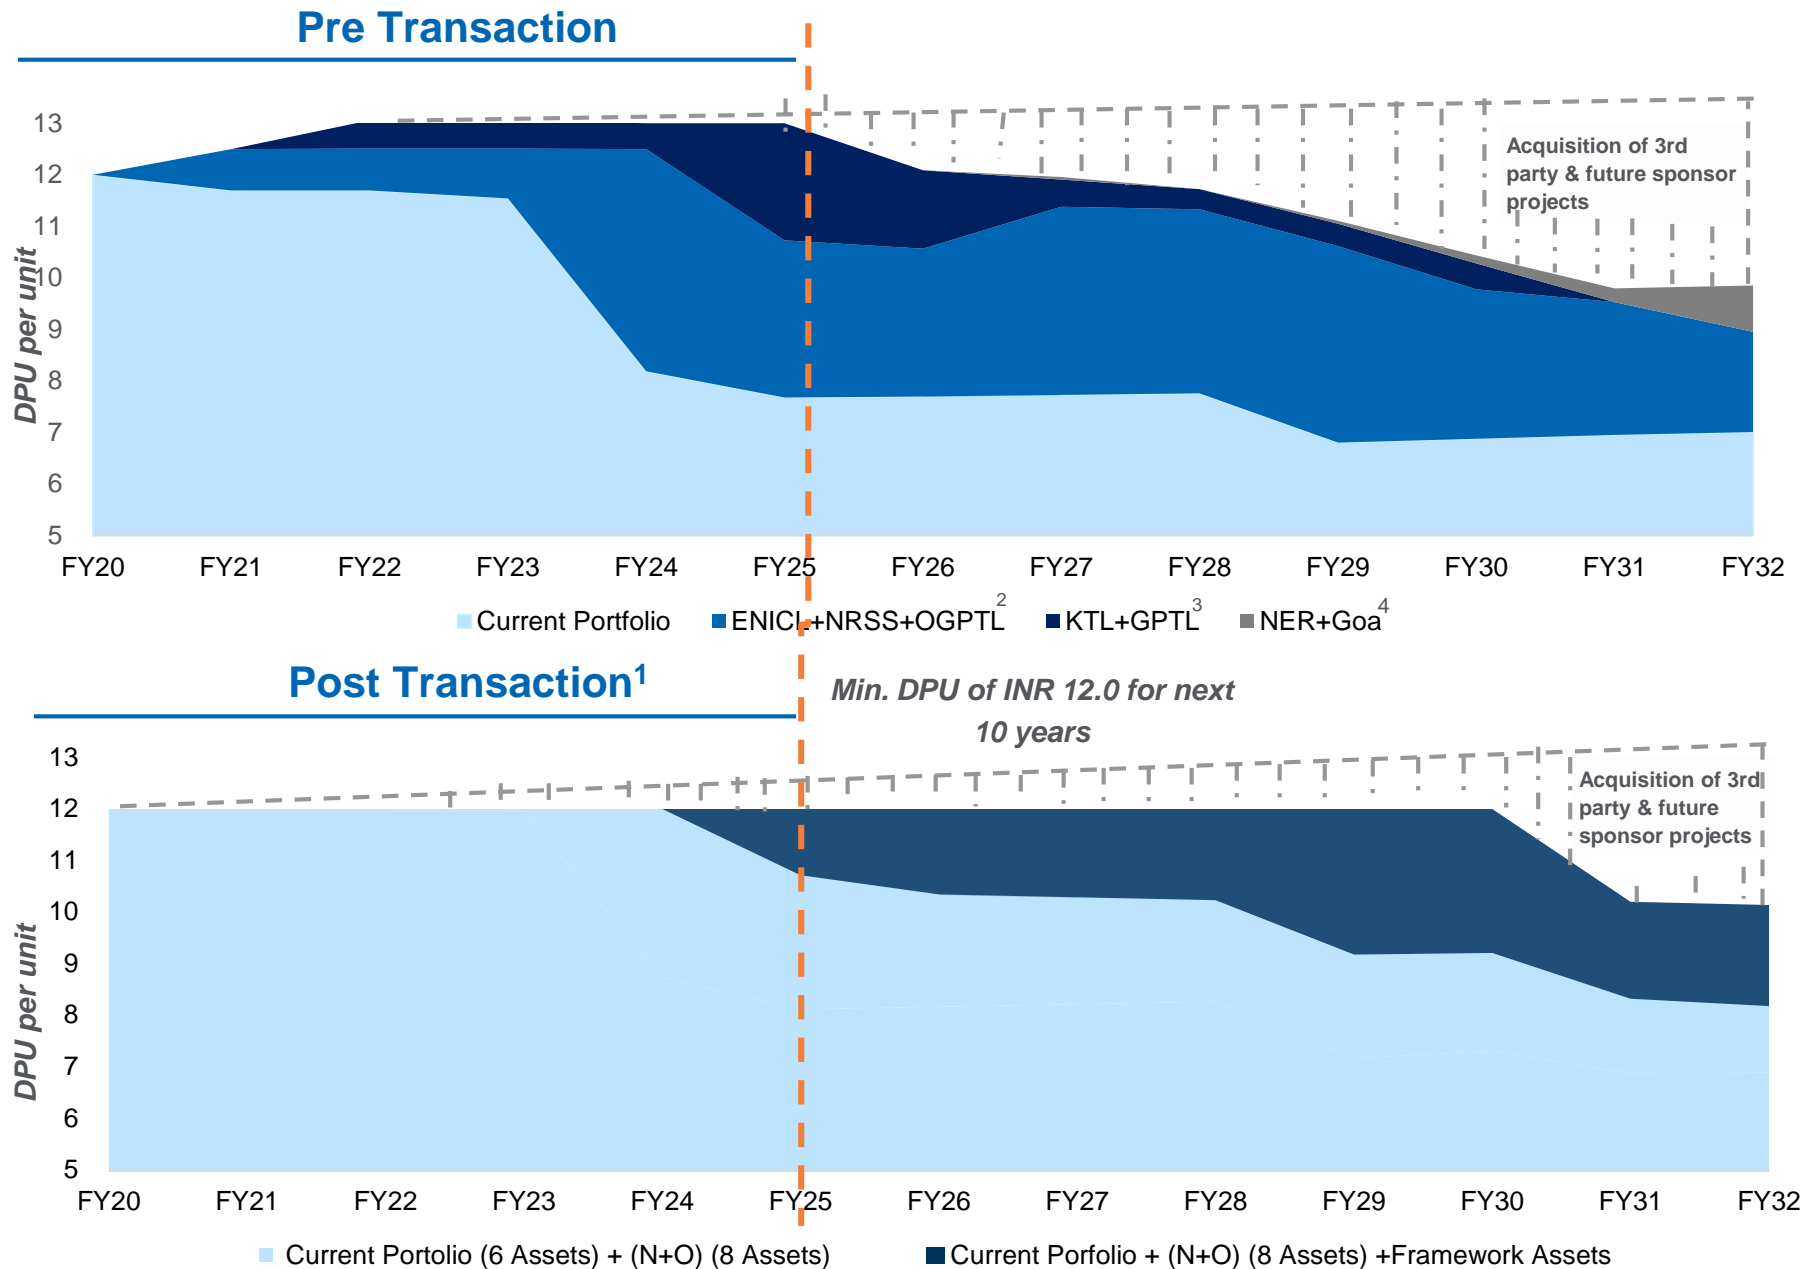 Pre Transaction
13
12
11
10
9
8
7
6
5
DPU per unit
Acquisition of 3rd
party & future sponsor
projects
FY20 FY21 FY22 FY23 FY24 FY25 FY26 FY27 FY28 FY29 FY30 FY31 FY32
Current Portfolio ENICL+NRSS+OGPTL2 KTL+GPTL3 NER+Goa4
Post Transaction1
Min. DPU of INR 12.0 for next
10 years
13
12
11
10
9
8
7
6
5
DPU per unit
Acquisition of 3rd
party & future
sponsor projects
FY20 FY21 FY22 FY23 FY24 FY25 FY26 FY27 FY28 FY29 FY30 FY31 FY32
Current Portolio (6 Assets) + (N+O) (8 Assets) Current Porfolio + (N+O) (8 Assets) +Framework Assets